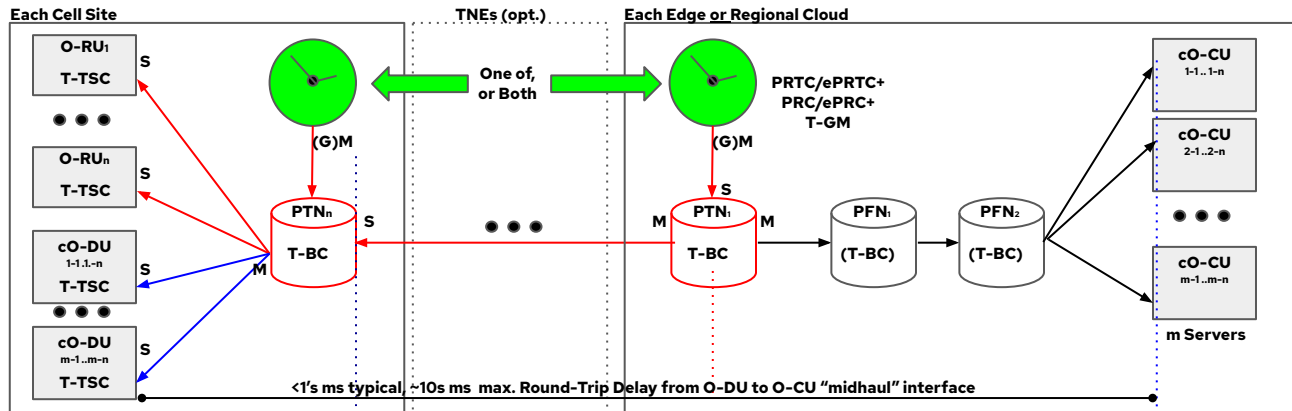 Each Cell Site
TNEs (opt.)
Each Edge or Regional Cloud
O-RU₁
T-TSC
S
O-RUₙ
T-TSC
S
cO-DU
1-1.1.-n
T-TSC
S
cO-DU
m-1..m-n
T-TSC
S
M
(G)M
PTNₙ
T-BC
S
One of,
or Both
(G)M
S
M
PTN₁
M
T-BC
PRTC/ePRTC+
PRC/ePRC+
T-GM
PFN₁
(T-BC)
PFN₂
(T-BC)
cO-CU
1-1.. 1-n
cO-CU
2-1..2-n
cO-CU
m-1..m-n
m Servers
<1's ms typical, ~10s ms max. Round-Trip Delay from O-DU to O-CU “midhaul” interface